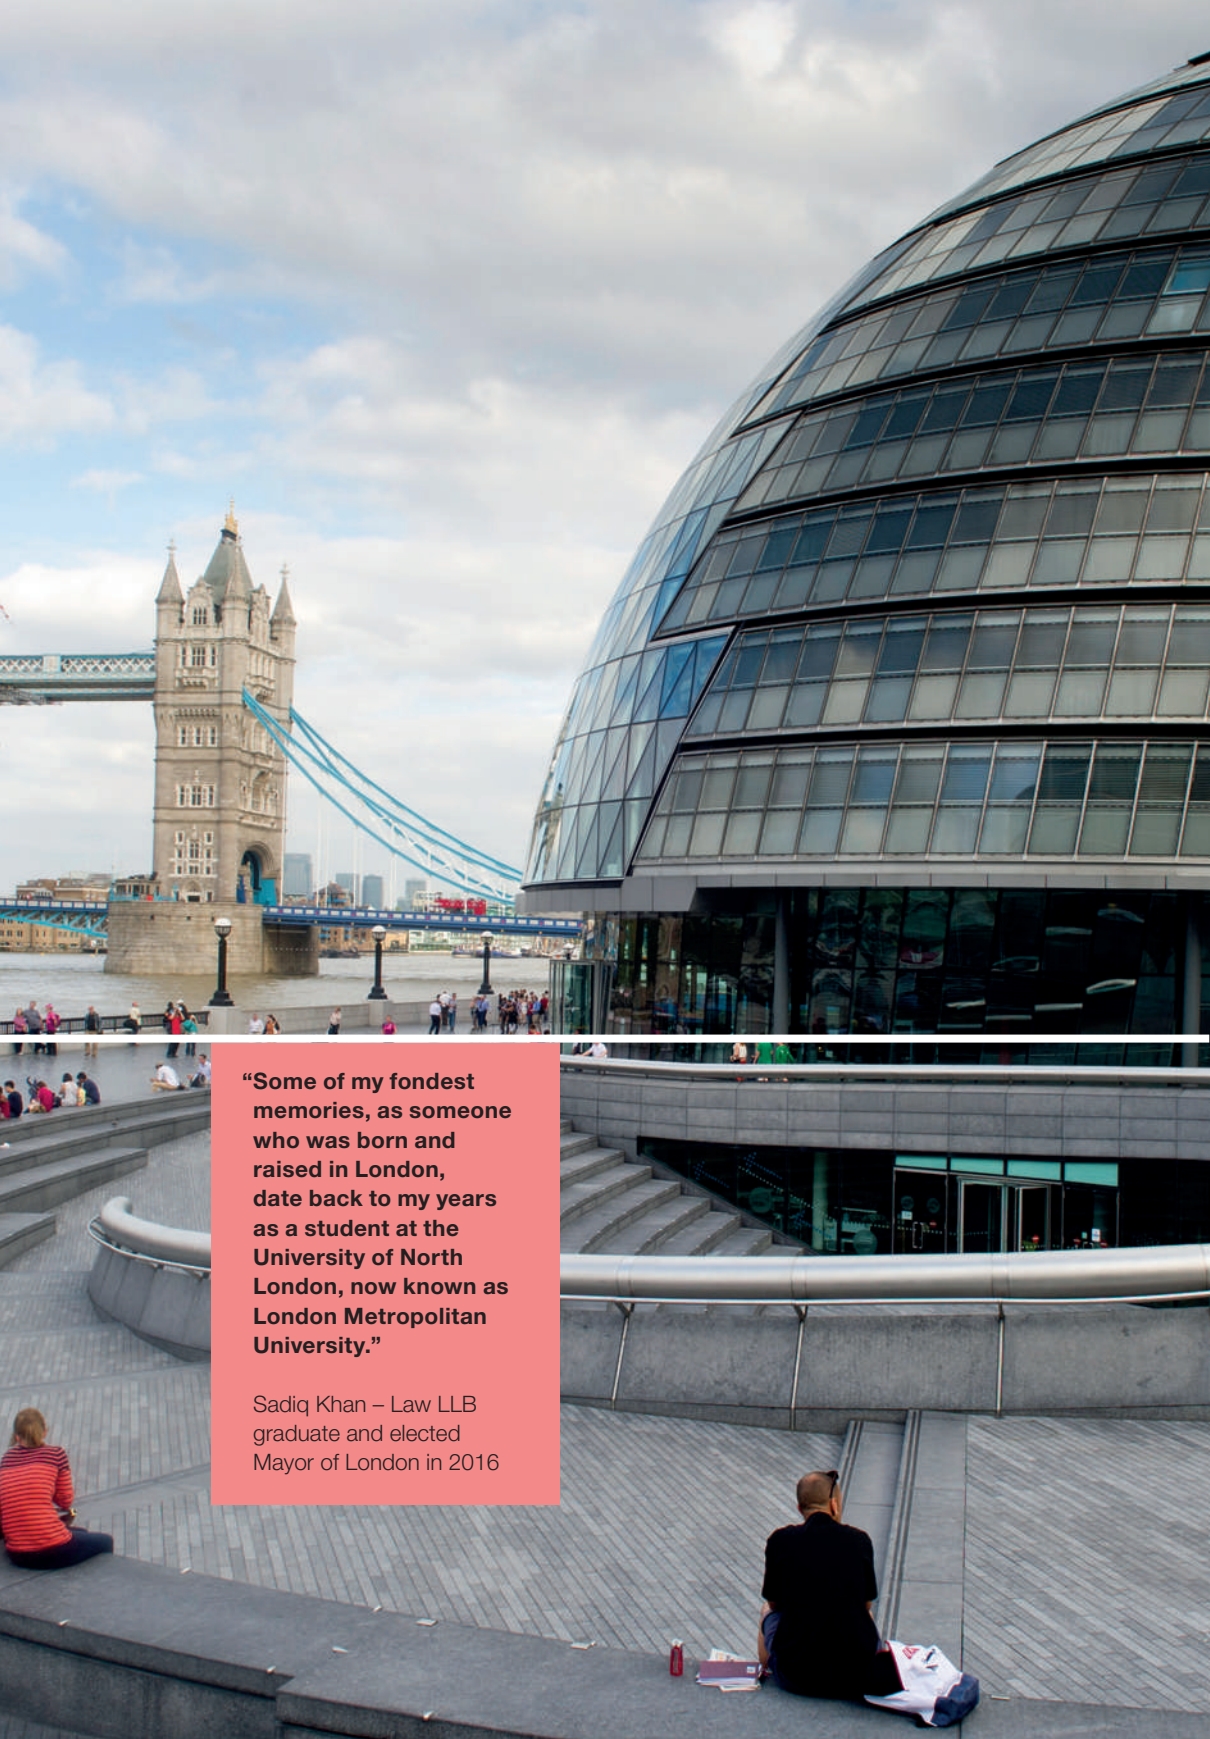 “Some of my fondest
memories, as someone
who was born and
raised in London,
date back to my years
as a student at the
University of North
London, now known as
London Metropolitan
University.”
Sadiq Khan – Law LLB
graduate and elected
Mayor of London in 2016